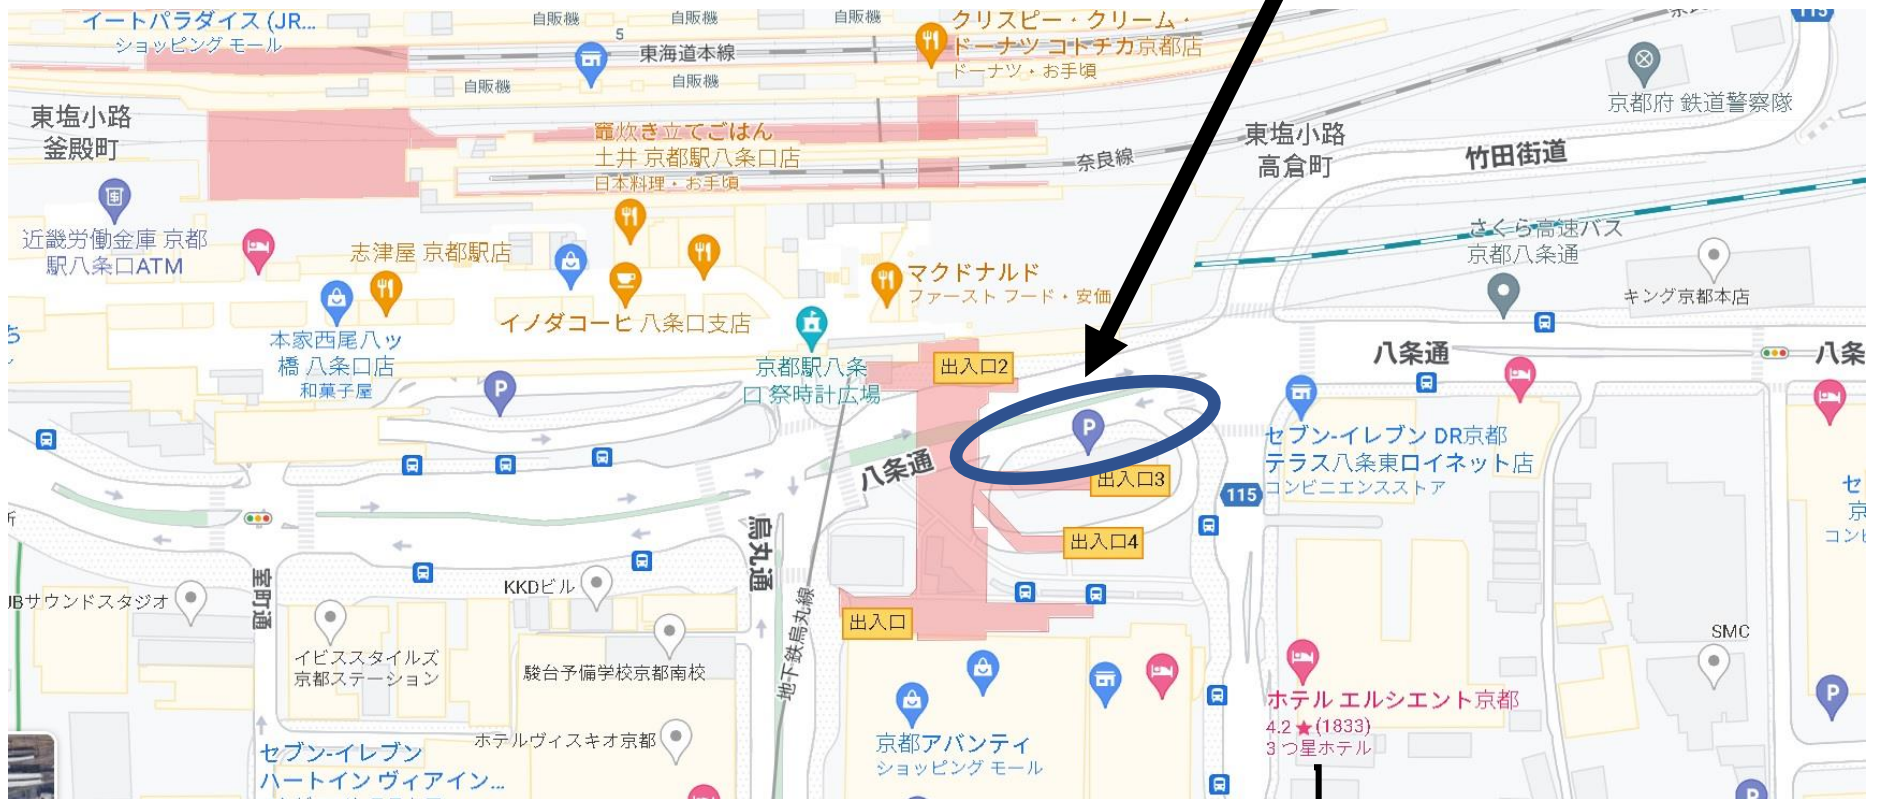 イートパラダイス (JR...
ショッピング モール
自販機
自販機
自販機
クリスピー・クリーム・
ドーナツ コトチカ京都店
ドーナツ・お手頃
115
5
東海道本線
自販機
自販機
京都府 鉄道警察隊
東塩小路
釜殿町
竈炊き立てごはん
土井 京都駅八条口店
日本料理・お手頃
奈良線
東塩小路
高倉町
竹田街道
近畿労働金庫 京都
駅八条口ATM
志津屋 京都駅店
マクドナルド
ファースト フード・安価
さくら高速バス
京都八条通
キング京都本店
イノダコーヒ 八条口支店
本家西尾八ッ
橋 八条口店
和菓子屋
京都駅八条
口 祭時計広場
出入口2
八条通
八条
P
P
八条通
出入口3
セブン-イレブン DR京都
テラス八条東ロイネット店
コンビニエンスストア
115
セ
京
コンビ
出入口4
烏丸通
室町通
KKDビル
地下鉄烏丸線
出入口
JBサウンドスタジオ
イビススタイルズ
京都ステーション
駿台予備学校京都南校
SMC
P
ホテル エルシエント京都
4.2★(1833)
3 つ星ホテル
ホテルヴィスキオ京都
京都アバンティ
ショッピング モール
セブン-イレブン
ハートイン ヴィアイン...
P